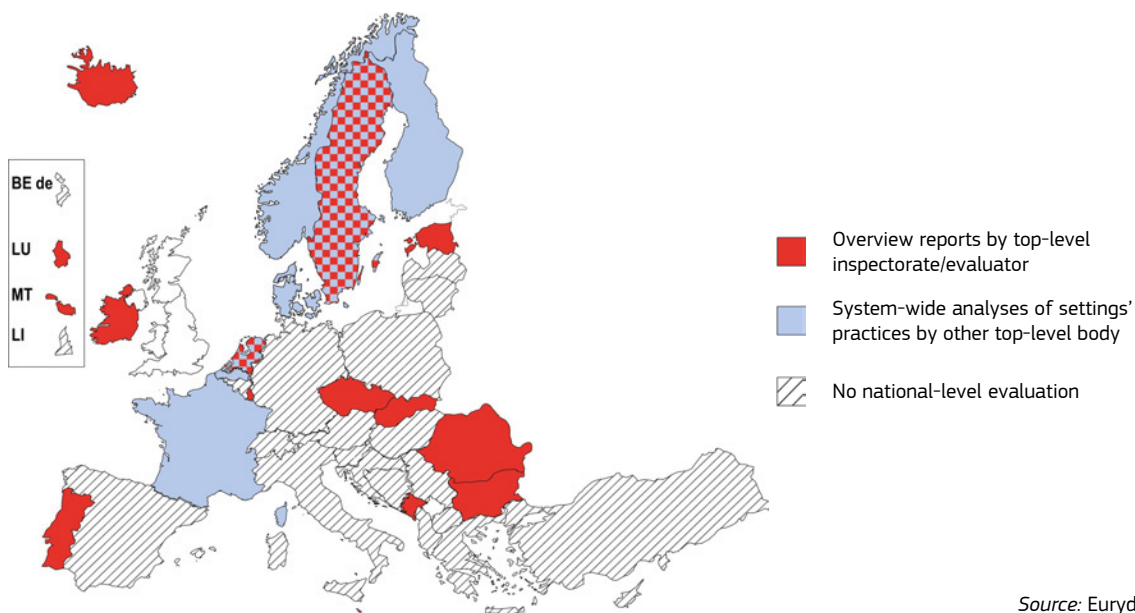 BE de
LU
MT
LI
Overview reports by top-level
inspectorate/evaluator
System-wide analyses of settings'
practices by other top-level body
No national-level evaluation
Source: Euryd